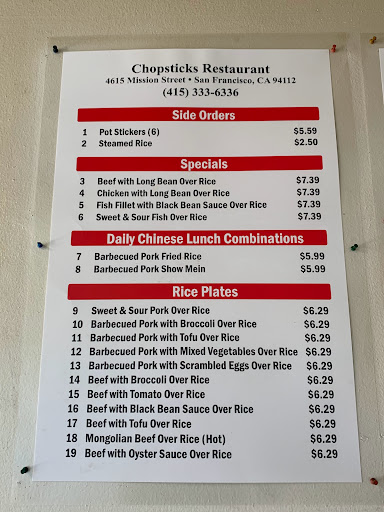 Chopsticks Restaurant
4615 Mission Street • San Francisco, CA 94112
(415) 333-6336
Side Orders
1 Pot Stickers (6) $5.59
2 Steamed Rice $2.50
Specials
3 Beef with Long Bean Over Rice $7.39
4 Chicken with Long Bean Over Rice $7.39
5 Fish Fillet with Black Bean Sauce Over Rice $7.39
6 Sweet & Sour Fish Over Rice $7.39
Daily Chinese Lunch Combinations
7 Barbecued Pork Fried Rice $5.99
8 Barbecued Pork Show Mein $5.99
Rice Plates
9 Sweet & Sour Pork Over Rice $6.29
10 Barbecued Pork with Broccoli Over Rice $6.29
11 Barbecued Pork with Tofu Over Rice $6.29
12 Barbecued Pork with Mixed Vegetables Over Rice $6.29
13 Barbecued Pork with Scrambled Eggs Over Rice $6.29
14 Beef with Broccoli Over Rice $6.29
15 Beef with Tomato Over Rice $6.29
16 Beef with Black Bean Sauce Over Rice $6.29
17 Beef with Tofu Over Rice $6.29
18 Mongolian Beef Over Rice (Hot) $6.29
19 Beef with Oyster Sauce Over Rice $6.29